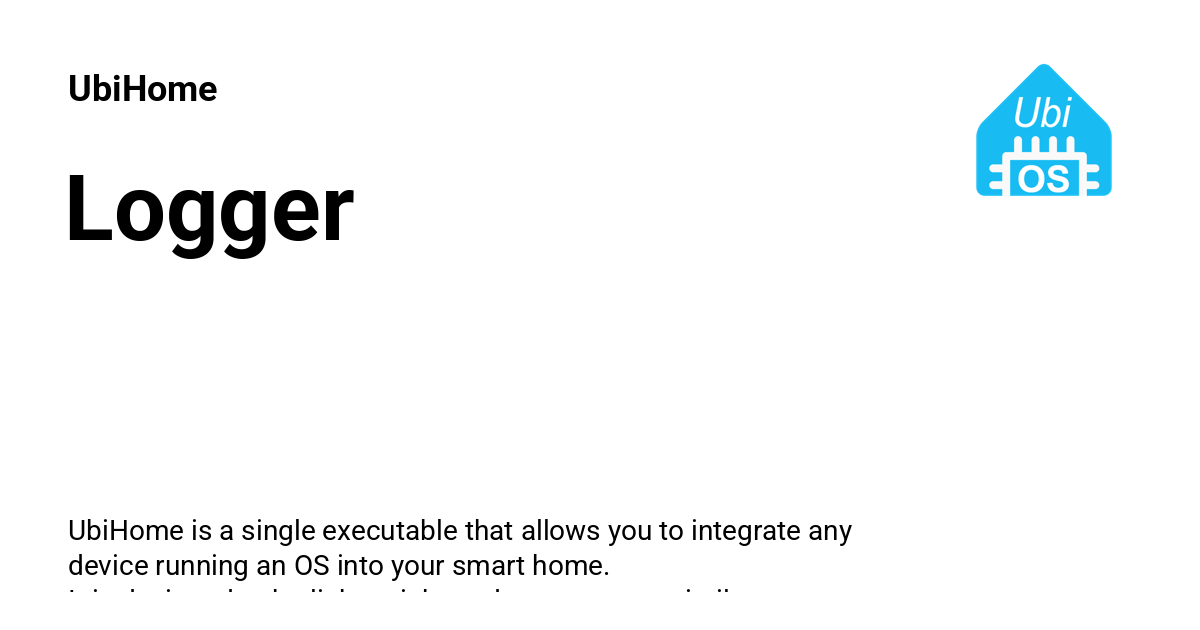 UbiHome
Ubi
OS
Logger
UbiHome is a single executable that allows you to integrate any
device running an OS into your smart home.